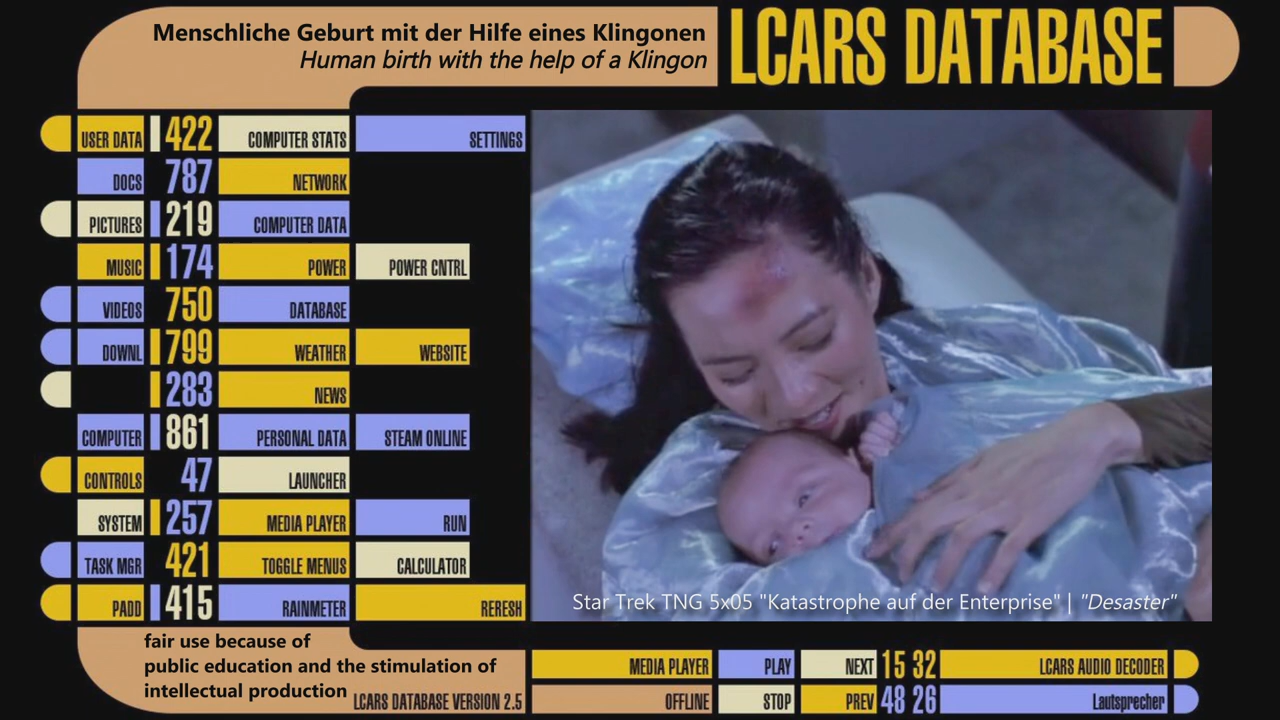 Menschliche Geburt mit der Hilfe eines Klingonen
Human birth with the help of a Klingon
LCARS DATABASE
USER DATA 422 COMPUTER STATS SETTINGS
DOCS 787 NETWORK
PICTURES 219 COMPUTER DATA
MUSIC 174 POWER POWER CNTRL
VIDEOS 750 DATABASE
DOWNL 799 WEATHER WEBSITE
283 NEWS
COMPUTER 861 PERSONAL DATA STEAM ONLINE
CONTROLS 47 LAUNCHER
SYSTEM 257 MEDIA PLAYER RUN
TASK MGR 421 TOGGLE MENUS CALCULATOR
PADD 415 RAINMETER RERESH
Star Trek TNG 5x05 "Katastrophe auf der Enterprise" | "Desaster"
fair use because of
public education and the stimulation of
intellectual production
LCARS DATABASE VERSION 2.5
MEDIA PLAYER PLAY NEXT 15 32 LCARS AUDIO DECODER
OFFLINE STOP PREV 48 26 Lautsprecher